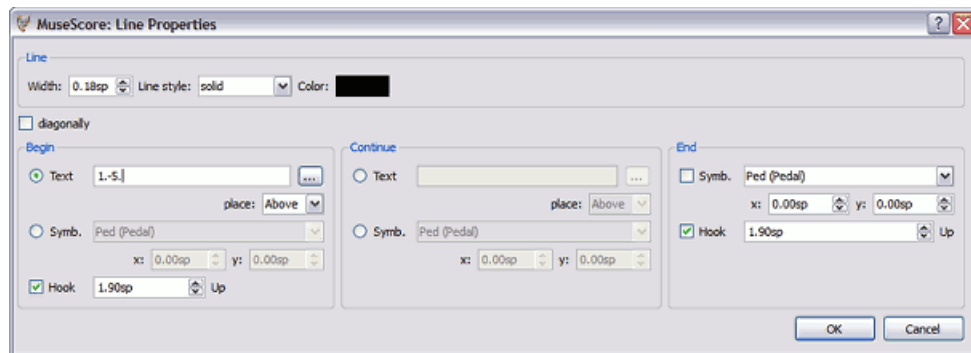 MuseScore: Line Properties
Line
Width: 0.18sp Line style: solid Color:
diagonally
Begin
Text 1.-5. ...
place: Above
Symb. Ped (Pedal)
x: 0.00sp y: 0.00sp
Hook 1.90sp Up
Continue
Text ...
place: Above
Symb. Ped (Pedal)
x: 0.00sp y: 0.00sp
End
Symb. Ped (Pedal)
x: 0.00sp y: 0.00sp
Hook 1.90sp Up
OK Cancel